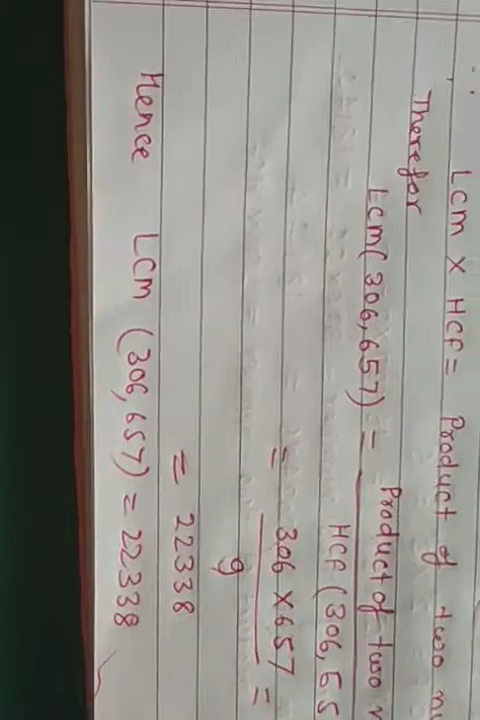 LCM X HCF = Product of two
Therefor
LCM(306,657) = Product of two
HCF (306,65
= 306 X 657 =
9
= 22338
Hence LCM (306,657) = 22338